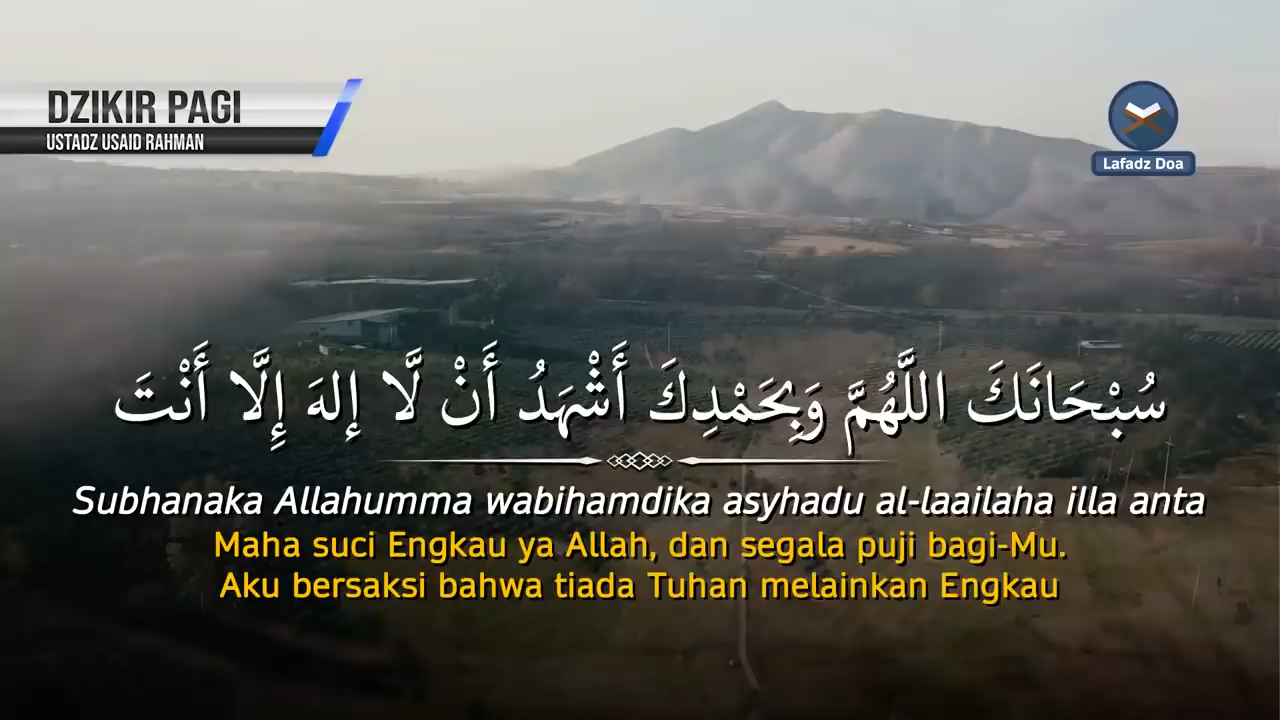 DZIKIR PAGI
USTADZ USAID RAHMAN
Lafadz Doa
سُبْحَانَكَ اللَّهُمَّ وَبِحَمْدِكَ أَشْهَدُ أَنْ لَّا إِلهَ إِلَّا أَنْتَ
Subhanaka Allahumma wabihamdika asyhadu al-laailaha illa anta
Maha suci Engkau ya Allah, dan segala puji bagi-Mu.
Aku bersaksi bahwa tiada Tuhan melainkan Engkau